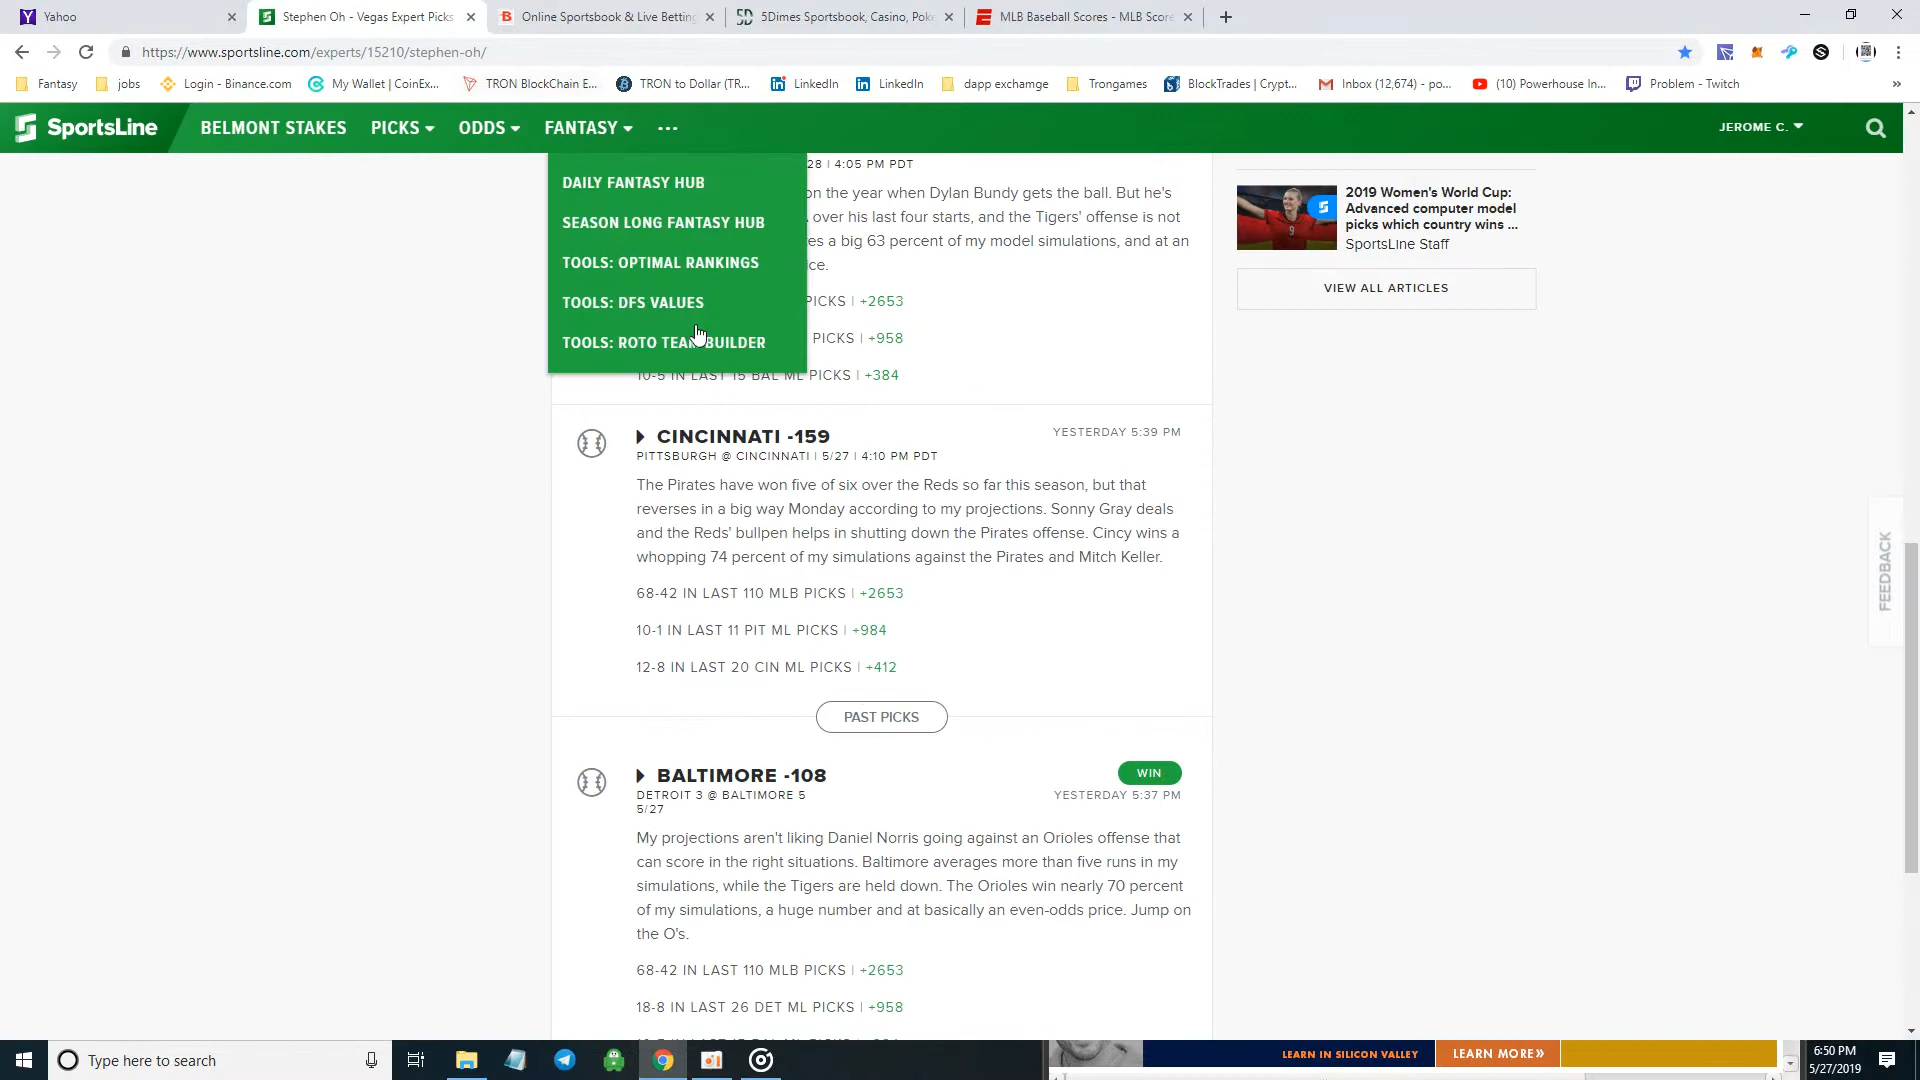 Yahoo
Stephen Oh - Vegas Expert Picks
Online Sportsbook & Live Betting
5Dimes Sportsbook, Casino, Poke
MLB Baseball Scores - MLB Score
https://www.sportsline.com/experts/15210/stephen-oh/
Fantasy
jobs
Login - Binance.com
My Wallet | CoinEx...
TRON BlockChain E...
TRON to Dollar (TR...
LinkedIn
LinkedIn
dapp exchamge
Trongames
BlockTrades | Crypt...
Inbox (12,674) - po...
(10) Powerhouse In...
Problem - Twitch
»
SportsLine
BELMONT STAKES
PICKS
ODDS
FANTASY
JEROME C.
DAILY FANTASY HUB
SEASON LONG FANTASY HUB
TOOLS: OPTIMAL RANKINGS
TOOLS: DFS VALUES
TOOLS: ROTO TEAM BUILDER
28 | 4:05 PM PDT
on the year when Dylan Bundy gets the ball. But he's
over his last four starts, and the Tigers' offense is not
es a big 63 percent of my model simulations, and at an
ice.
PICKS | +2653
PICKS | +958
10-5 IN LAST 15 BAL ML PICKS | +384
CINCINNATI -159
YESTERDAY 5:39 PM
PITTSBURGH @ CINCINNATI | 5/27 | 4:10 PM PDT
The Pirates have won five of six over the Reds so far this season, but that
reverses in a big way Monday according to my projections. Sonny Gray deals
and the Reds' bullpen helps in shutting down the Pirates offense. Cincy wins a
whopping 74 percent of my simulations against the Pirates and Mitch Keller.
68-42 IN LAST 110 MLB PICKS | +2653
10-1 IN LAST 11 PIT ML PICKS | +984
12-8 IN LAST 20 CIN ML PICKS | +412
PAST PICKS
BALTIMORE -108
WIN
DETROIT 3 @ BALTIMORE 5
YESTERDAY 5:37 PM
5/27
My projections aren't liking Daniel Norris going against an Orioles offense that
can score in the right situations. Baltimore averages more than five runs in my
simulations, while the Tigers are held down. The Orioles win nearly 70 percent
of my simulations, a huge number and at basically an even-odds price. Jump on
the O's.
68-42 IN LAST 110 MLB PICKS | +2653
18-8 IN LAST 26 DET ML PICKS | +958
2019 Women's World Cup:
Advanced computer model
picks which country wins ...
SportsLine Staff
VIEW ALL ARTICLES
FEEDBACK
Type here to search
LEARN IN SILICON VALLEY
LEARN MORE»
6:50 PM
5/27/2019